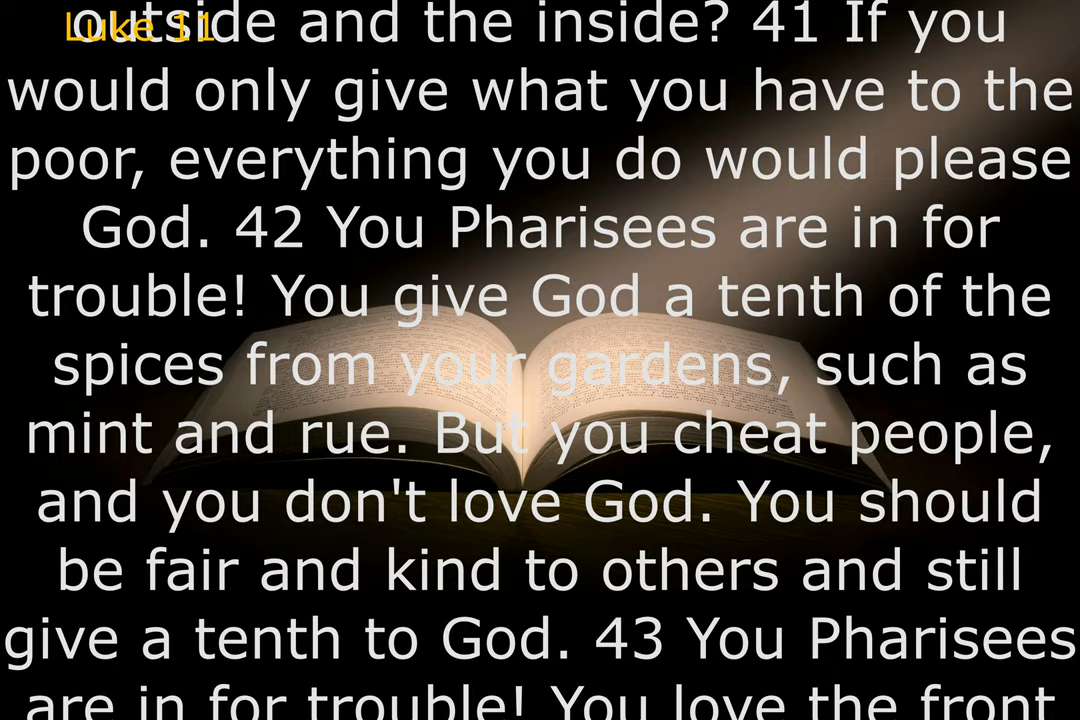 Luke 11
outside and the inside? 41 If you
would only give what you have to the
poor, everything you do would please
God. 42 You Pharisees are in for
trouble! You give God a tenth of the
spices from your gardens, such as
mint and rue. But you cheat people,
and you don't love God. You should
be fair and kind to others and still
give a tenth to God. 43 You Pharisees
are in for trouble! You love the front